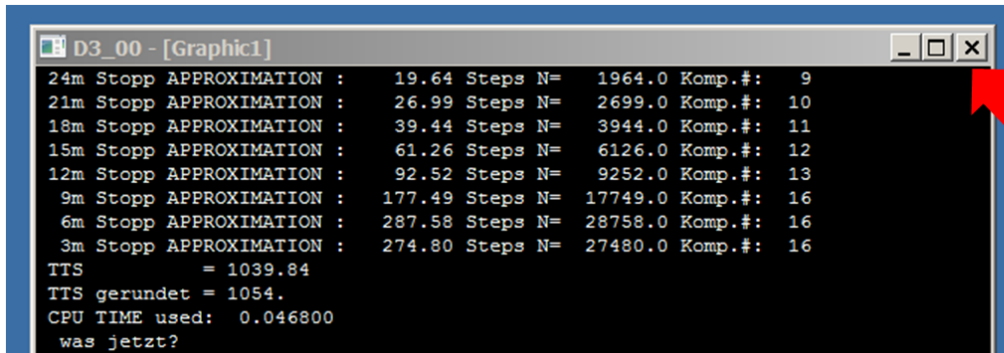 D3_00 - [Graphic1]
24m Stopp APPROXIMATION : 19.64 Steps N= 1964.0 Komp.#: 9
21m Stopp APPROXIMATION : 26.99 Steps N= 2699.0 Komp.#: 10
18m Stopp APPROXIMATION : 39.44 Steps N= 3944.0 Komp.#: 11
15m Stopp APPROXIMATION : 61.26 Steps N= 6126.0 Komp.#: 12
12m Stopp APPROXIMATION : 92.52 Steps N= 9252.0 Komp.#: 13
9m Stopp APPROXIMATION : 177.49 Steps N= 17749.0 Komp.#: 16
6m Stopp APPROXIMATION : 287.58 Steps N= 28758.0 Komp.#: 16
3m Stopp APPROXIMATION : 274.80 Steps N= 27480.0 Komp.#: 16
TTS = 1039.84
TTS gerundet = 1054.
CPU TIME used: 0.046800
was jetzt?